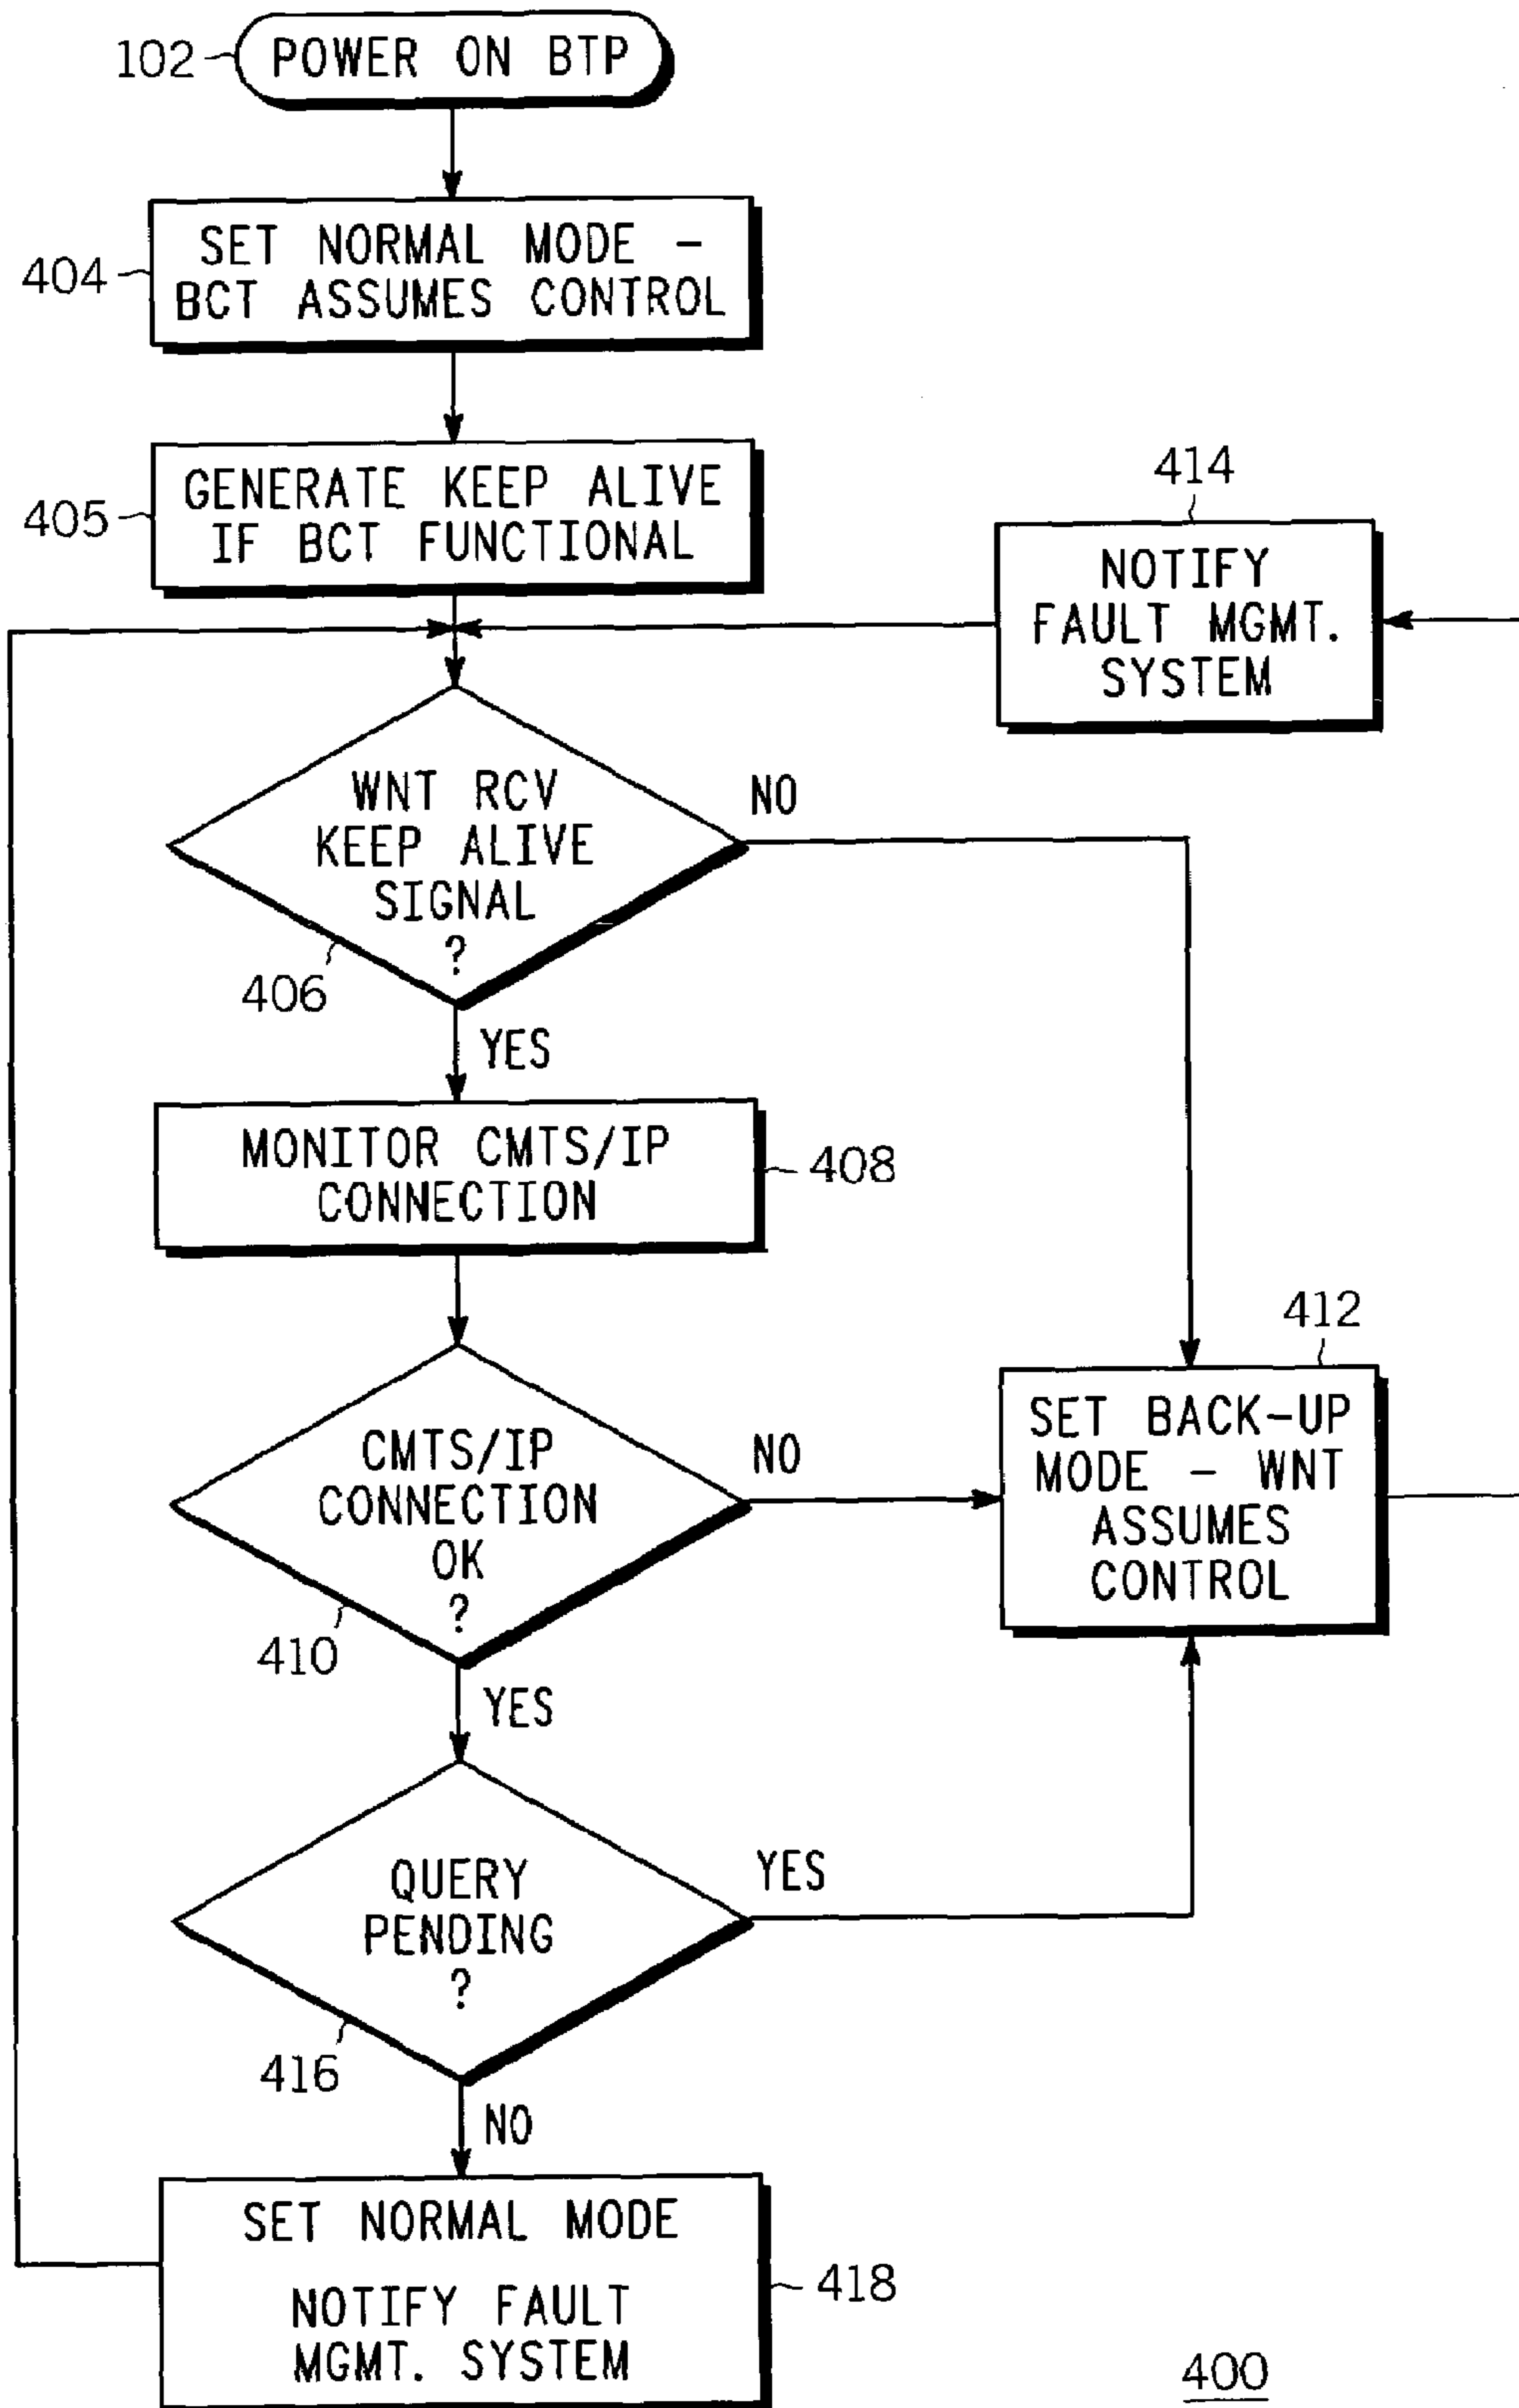 102
POWER ON BTP
404
SET NORMAL MODE -
BCT ASSUMES CONTROL
405
GENERATE KEEP ALIVE
IF BCT FUNCTIONAL
414
NOTIFY
FAULT MGMT.
SYSTEM
WNT RCV
KEEP ALIVE
SIGNAL
?
NO
406
YES
MONITOR CMTS/IP
CONNECTION
408
412
SET BACK-UP
MODE - WNT
ASSUMES
CONTROL
CMTS/IP
CONNECTION
OK
?
NO
410
YES
QUERY
PENDING
?
YES
416
NO
SET NORMAL MODE
NOTIFY FAULT
MGMT. SYSTEM
418
400